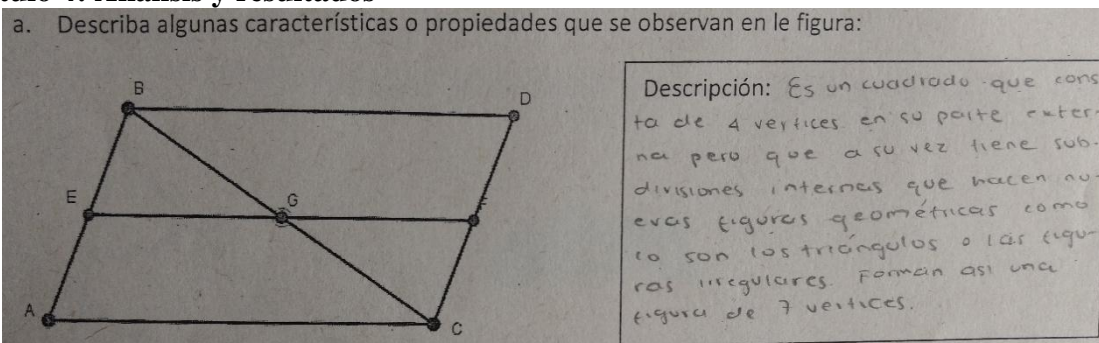 a. Describa algunas características o propiedades que se observan en le figura:
B
D
E
G
F
A
C
Descripción: Es un cuadrado que cons
ta de 4 vertices en su parte exter-
na pero que a su vez tiene sub-
divisiones internas que hacen nu-
evas figuras geométricas como
lo son los triángulos o las figu-
ras irregulares. Forman asi una
figura de 7 vertices.